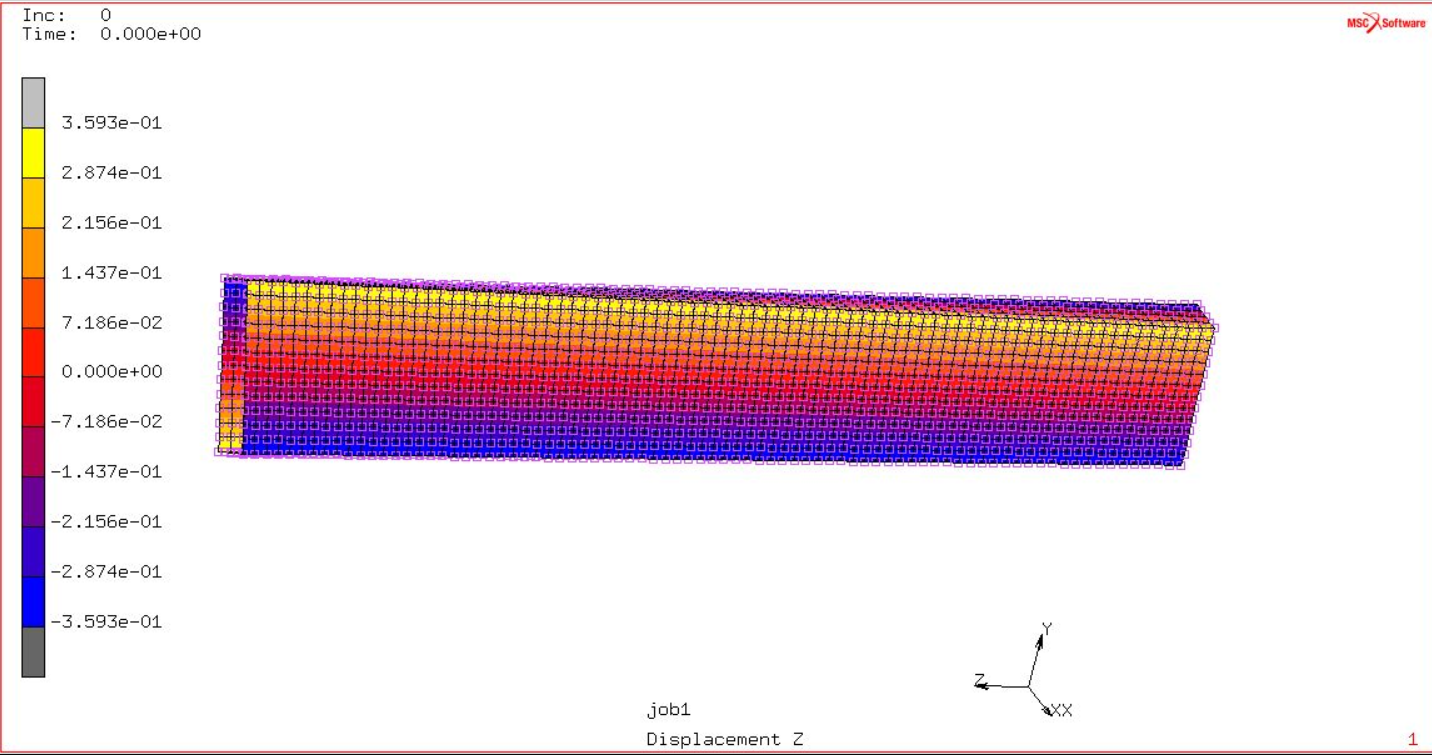 Inc: 0
Time: 0.000e+00
MSC Software
3.593e-01
2.874e-01
2.156e-01
1.437e-01
7.186e-02
0.000e+00
-7.186e-02
-1.437e-01
-2.156e-01
-2.874e-01
-3.593e-01
Y
Z
XX
job1
Displacement Z
1